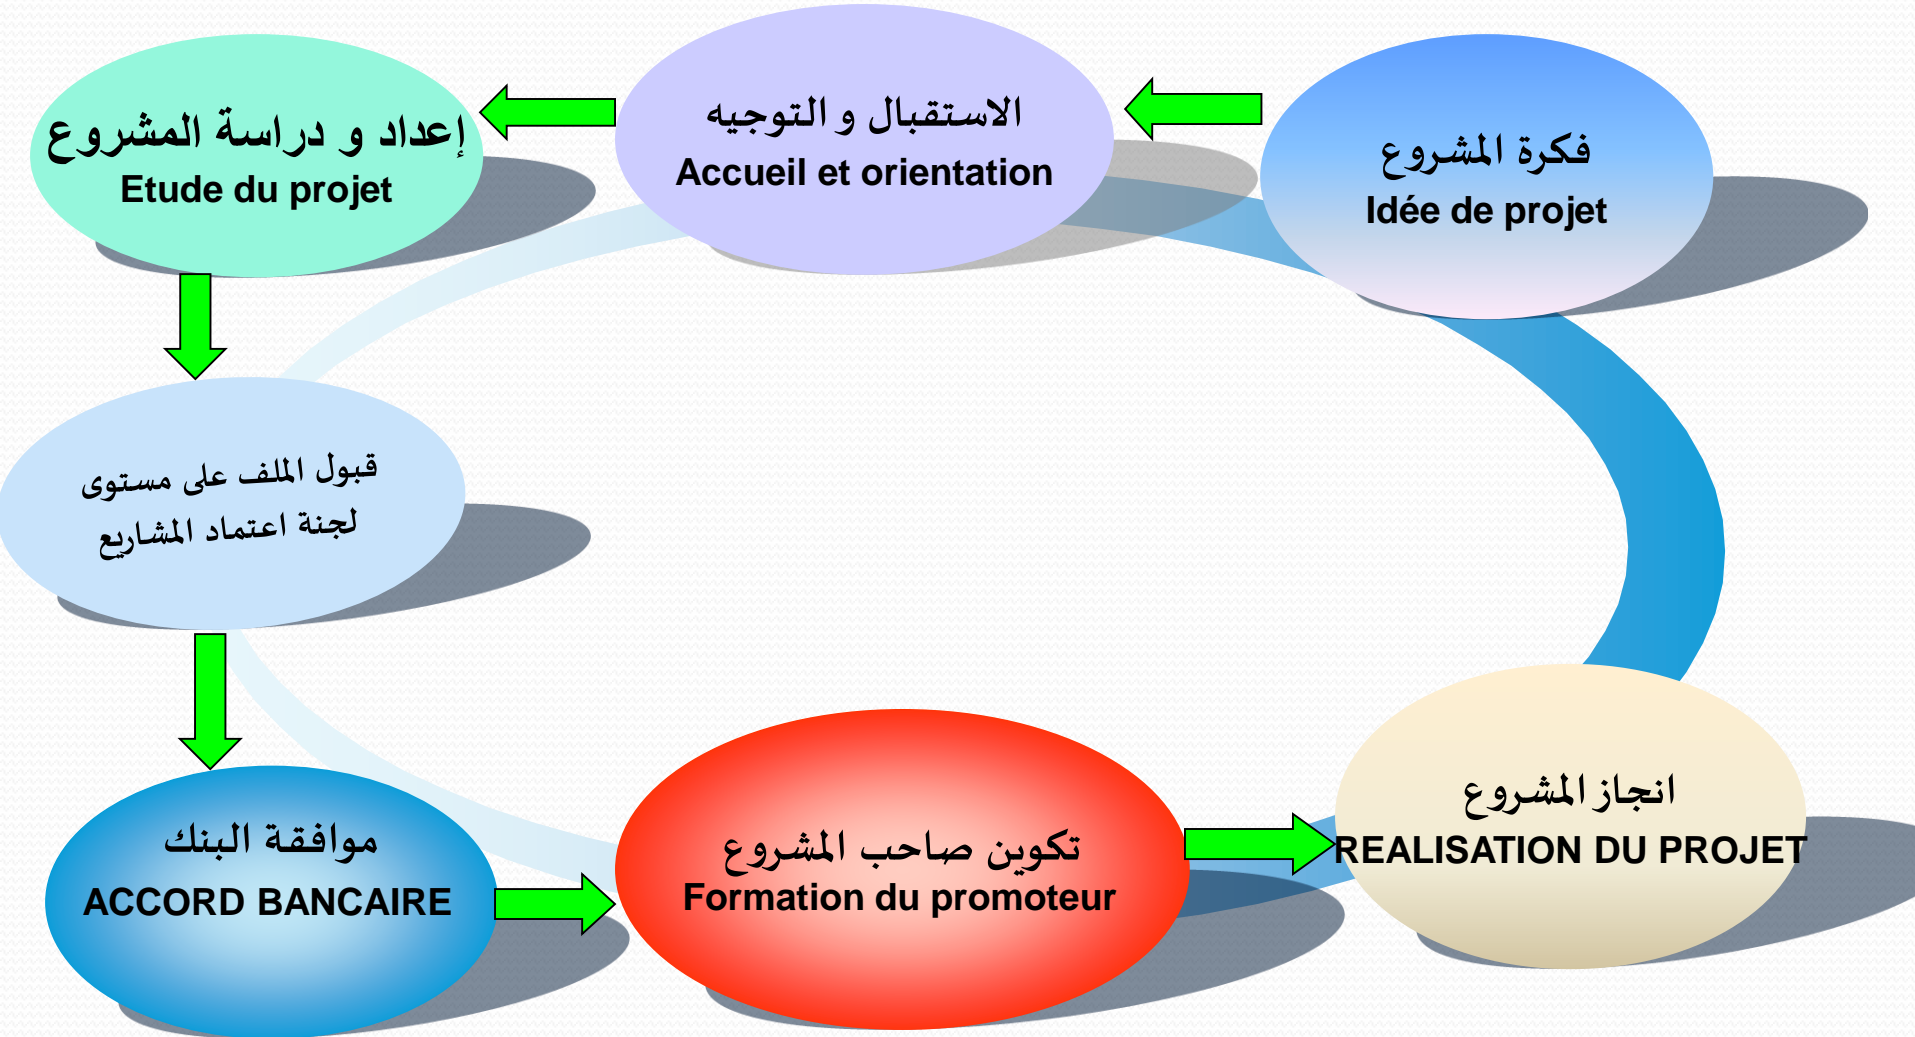 فكرة المشروع
Idée de projet
الاستقبال و التوجيه
Accueil et orientation
إعداد و دراسة المشروع
Etude du projet
قبول الملف على مستوى
لجنة اعتماد المشاريع
موافقة البنك
ACCORD BANCAIRE
تكوين صاحب المشروع
Formation du promoteur
انجاز المشروع
REALISATION DU PROJET